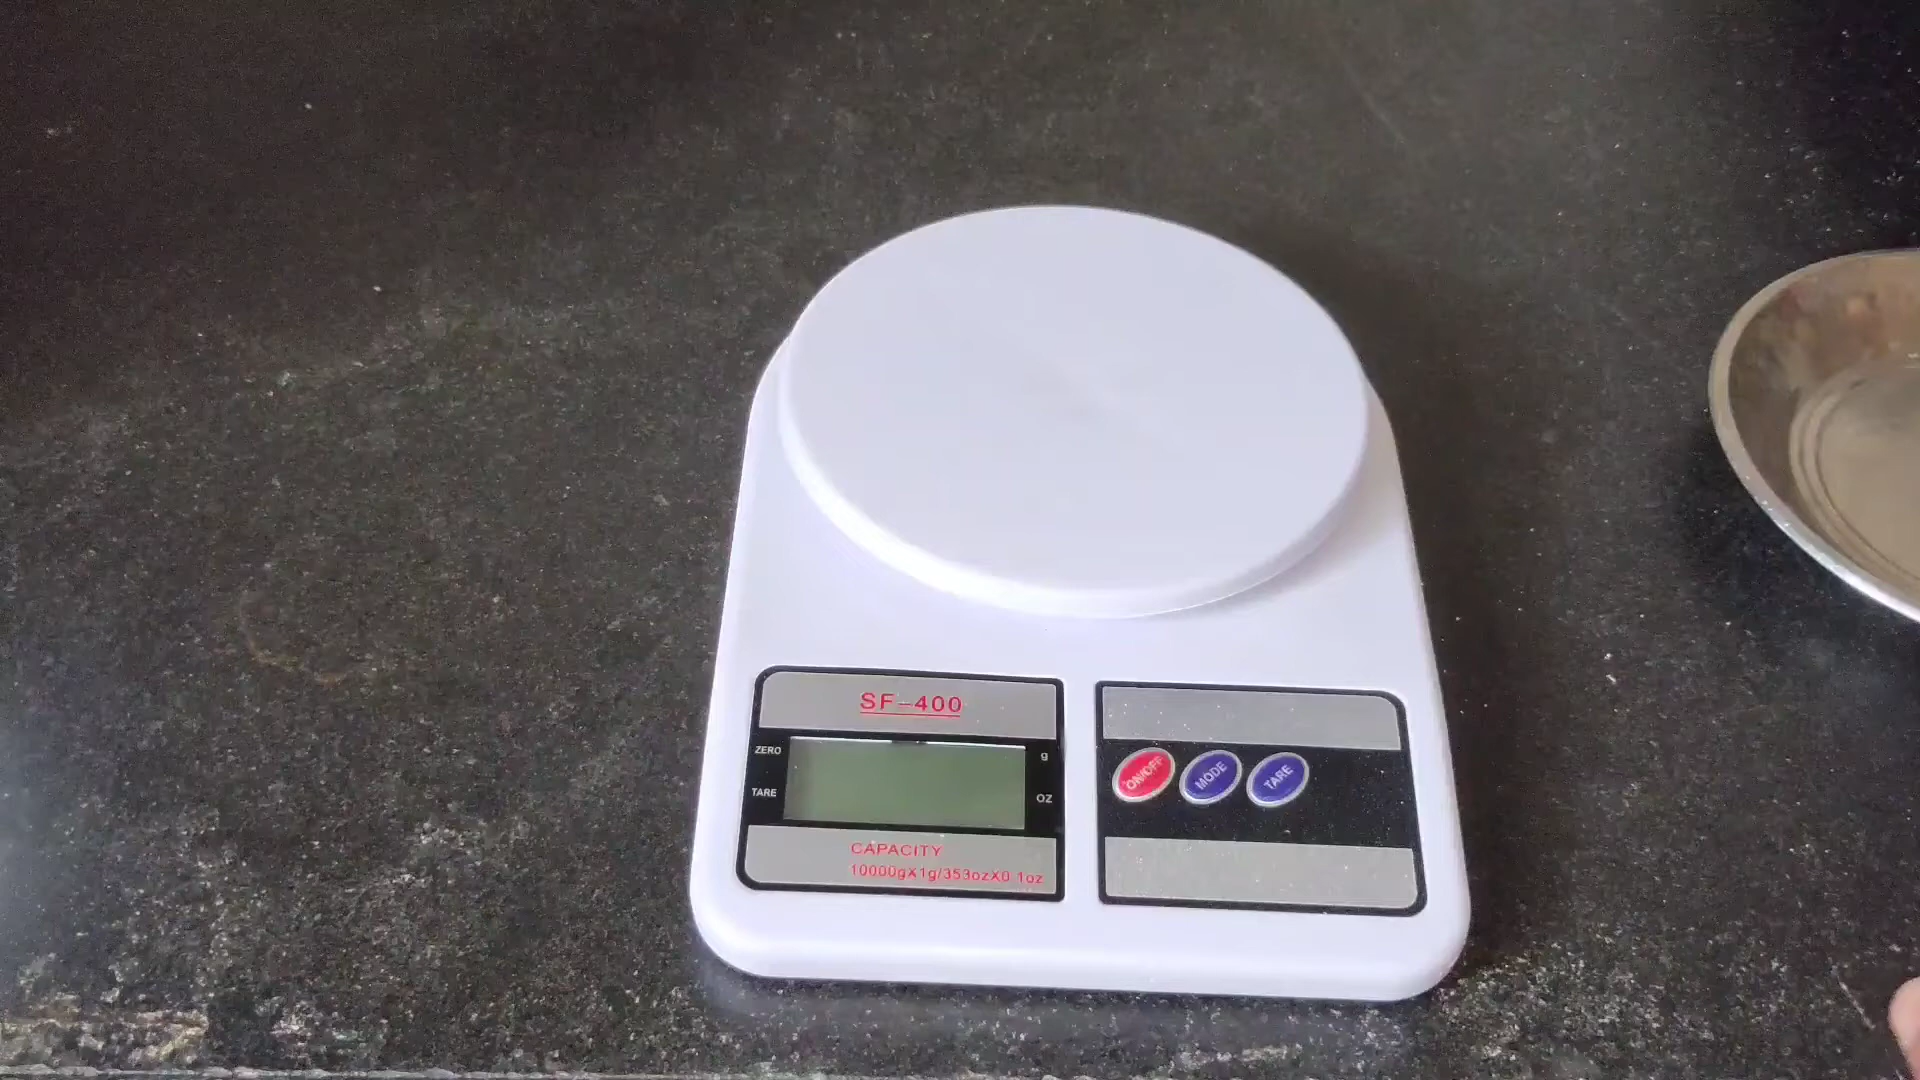 SF-400
ZERO
g
TARE
OZ
CAPACITY
10000gX1g/353ozX0.1oz
ON/OFF
MODE
TARE